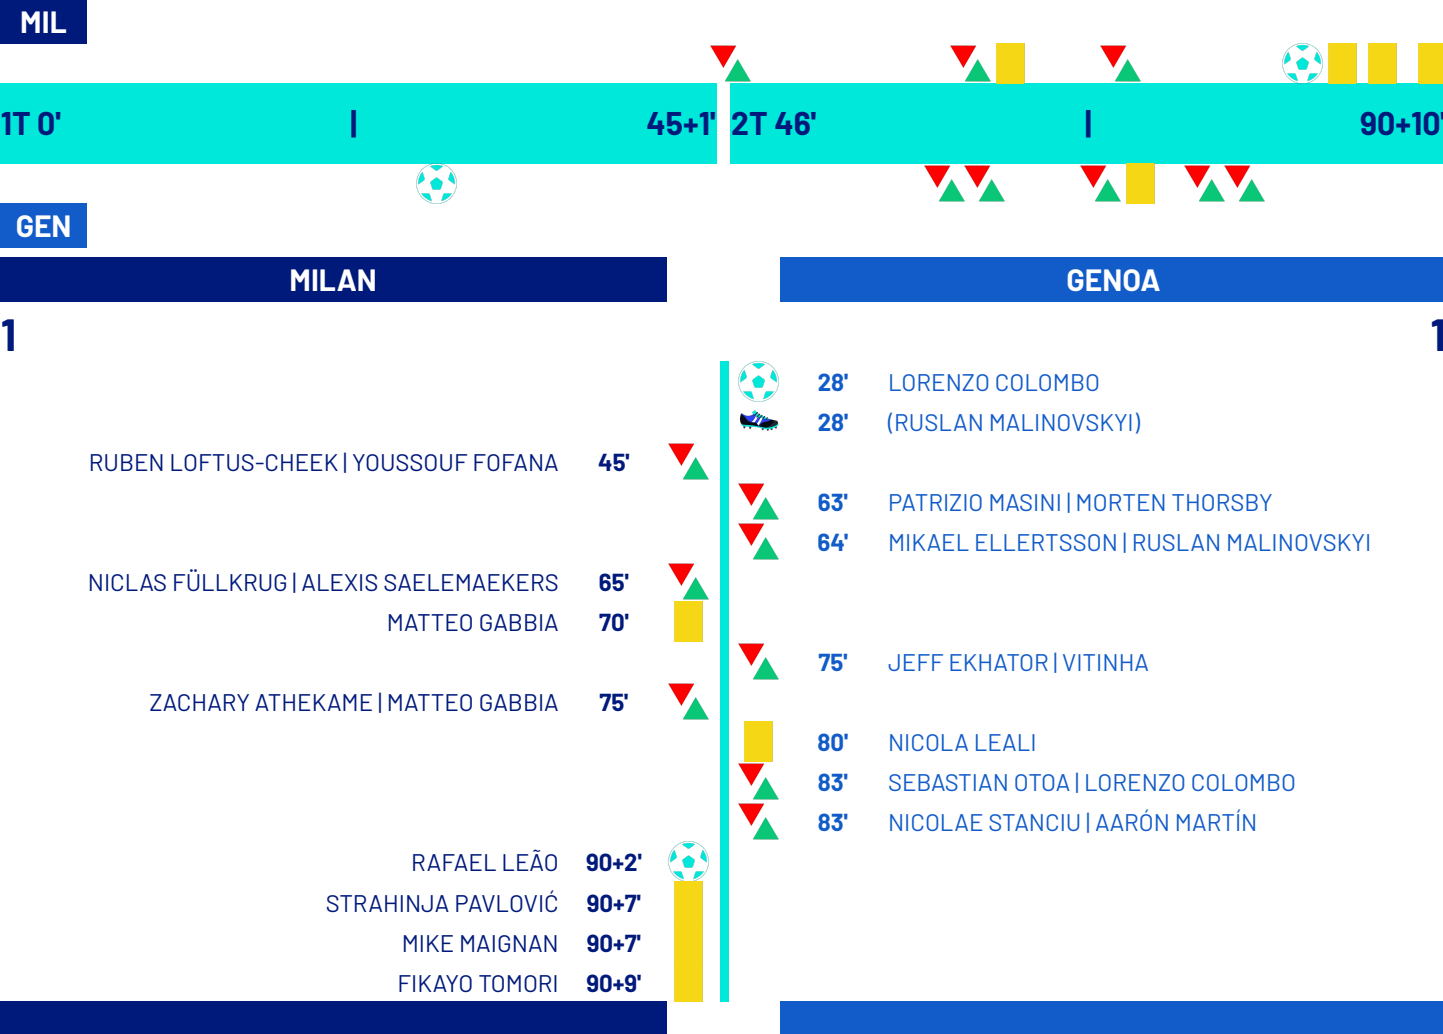 MIL
1T 0' | 45+1' 2T 46' | 90+10'
GEN
MILAN GENOA
1 1
28' LORENZO COLOMBO
28' (RUSLAN MALINOVSKYI)
RUBEN LOFTUS-CHEEK | YOUSSOUF FOFANA 45'
63' PATRIZIO MASINI | MORTEN THORSBY
64' MIKAEL ELLERTSSON | RUSLAN MALINOVSKYI
NICLAS FÜLLKRUG | ALEXIS SAELEMAEKERS 65'
MATTEO GABBIA 70'
75' JEFF EKHATOR | VITINHA
ZACHARY ATHEKAME | MATTEO GABBIA 75'
80' NICOLA LEALI
83' SEBASTIAN OTOA | LORENZO COLOMBO
83' NICOLAE STANCIU | AARÓN MARTÍN
RAFAEL LEÃO 90+2'
STRAHINJA PAVLOVIĆ 90+7'
MIKE MAIGNAN 90+7'
FIKAYO TOMORI 90+9'